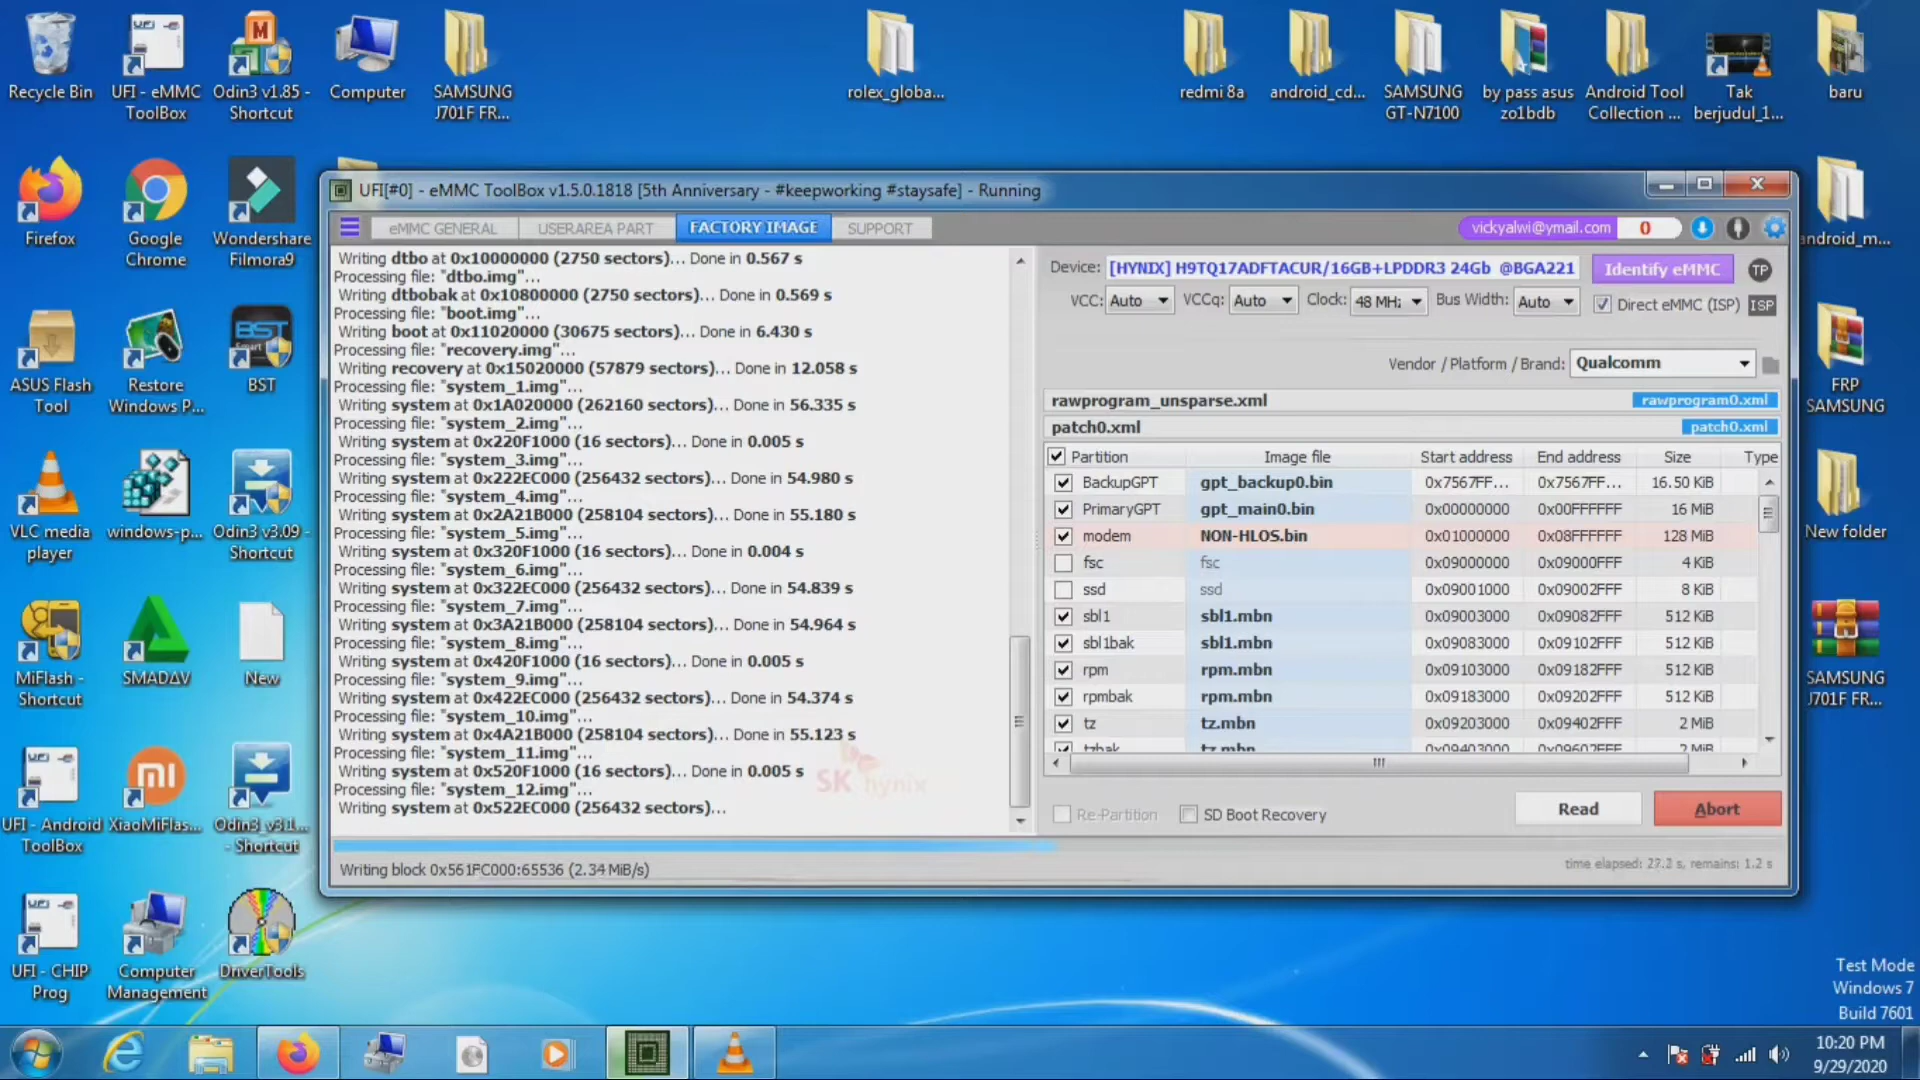 Recycle Bin
UFI - eMMC
ToolBox
Odin3 v1.85 -
Shortcut
Computer
SAMSUNG
J701F FR...
rolex_globa...
redmi 8a
android_cd...
SAMSUNG
GT-N7100
by pass asus
zo1bdb
Android Tool
Collection ...
Tak
berjudul_1...
baru
Firefox
Google
Chrome
Wondershare
Filmora9
android_m...
ASUS Flash
Tool
Restore
Windows P...
BST
FRP
SAMSUNG
VLC media
player
windows-p...
Odin3 v3.09 -
Shortcut
New folder
MiFlash -
Shortcut
SMADΔV
New
SAMSUNG
J701F FR...
UFI - Android
ToolBox
XiaoMiFlas...
Odin3_v3.1...
- Shortcut
UFI - CHIP
Prog
Computer
Management
DriverTools
UFI[#0] - eMMC ToolBox v1.5.0.1818 [5th Anniversary - #keepworking #staysafe] - Running
eMMC GENERAL
USERAREA PART
FACTORY IMAGE
SUPPORT
vickyalwi@ymail.com
0
Writing dtbo at 0x10000000 (2750 sectors)... Done in 0.567 s
Processing file: "dtbo.img"...
Writing dtbobak at 0x10800000 (2750 sectors)... Done in 0.569 s
Processing file: "boot.img"...
Writing boot at 0x11020000 (30675 sectors)... Done in 6.430 s
Processing file: "recovery.img"...
Writing recovery at 0x15020000 (57879 sectors)... Done in 12.058 s
Processing file: "system_1.img"...
Writing system at 0x1A020000 (262160 sectors)... Done in 56.335 s
Processing file: "system_2.img"...
Writing system at 0x220F1000 (16 sectors)... Done in 0.005 s
Processing file: "system_3.img"...
Writing system at 0x222EC000 (256432 sectors)... Done in 54.980 s
Processing file: "system_4.img"...
Writing system at 0x2A21B000 (258104 sectors)... Done in 55.180 s
Processing file: "system_5.img"...
Writing system at 0x320F1000 (16 sectors)... Done in 0.004 s
Processing file: "system_6.img"...
Writing system at 0x322EC000 (256432 sectors)... Done in 54.839 s
Processing file: "system_7.img"...
Writing system at 0x3A21B000 (258104 sectors)... Done in 54.964 s
Processing file: "system_8.img"...
Writing system at 0x420F1000 (16 sectors)... Done in 0.005 s
Processing file: "system_9.img"...
Writing system at 0x422EC000 (256432 sectors)... Done in 54.374 s
Processing file: "system_10.img"...
Writing system at 0x4A21B000 (258104 sectors)... Done in 55.123 s
Processing file: "system_11.img"...
Writing system at 0x520F1000 (16 sectors)... Done in 0.005 s
Processing file: "system_12.img"...
Writing system at 0x522EC000 (256432 sectors)...
SK hynix
Device: [HYNIX] H9TQ17ADFTACUR/16GB+LPDDR3 24Gb @BGA221
Identify eMMC
TP
VCC: Auto VCCq: Auto Clock: 48 MHz Bus Width: Auto Direct eMMC (ISP) ISP
Vendor / Platform / Brand: Qualcomm
rawprogram_unsparse.xml rawprogram0.xml
patch0.xml patch0.xml
Partition Image file Start address End address Size Type
BackupGPT gpt_backup0.bin 0x7567FF... 0x7567FF... 16.50 KiB
PrimaryGPT gpt_main0.bin 0x00000000 0x00FFFFFF 16 MiB
modem NON-HLOS.bin 0x01000000 0x08FFFFFF 128 MiB
fsc fsc 0x09000000 0x09000FFF 4 KiB
ssd ssd 0x09001000 0x09002FFF 8 KiB
sbl1 sbl1.mbn 0x09003000 0x09082FFF 512 KiB
sbl1bak sbl1.mbn 0x09083000 0x09102FFF 512 KiB
rpm rpm.mbn 0x09103000 0x09182FFF 512 KiB
rpmbak rpm.mbn 0x09183000 0x09202FFF 512 KiB
tz tz.mbn 0x09203000 0x09402FFF 2 MiB
tzbak tz.mbn 0x09403000 0x09602FFF 2 MiB
Re-Partition SD Boot Recovery
Read
Abort
Writing block 0x561FC000:65536 (2.34 MiB/s)
time elapsed: 27.2 s, remains: 1.2 s
Test Mode
Windows 7
Build 7601
10:20 PM
9/29/2020